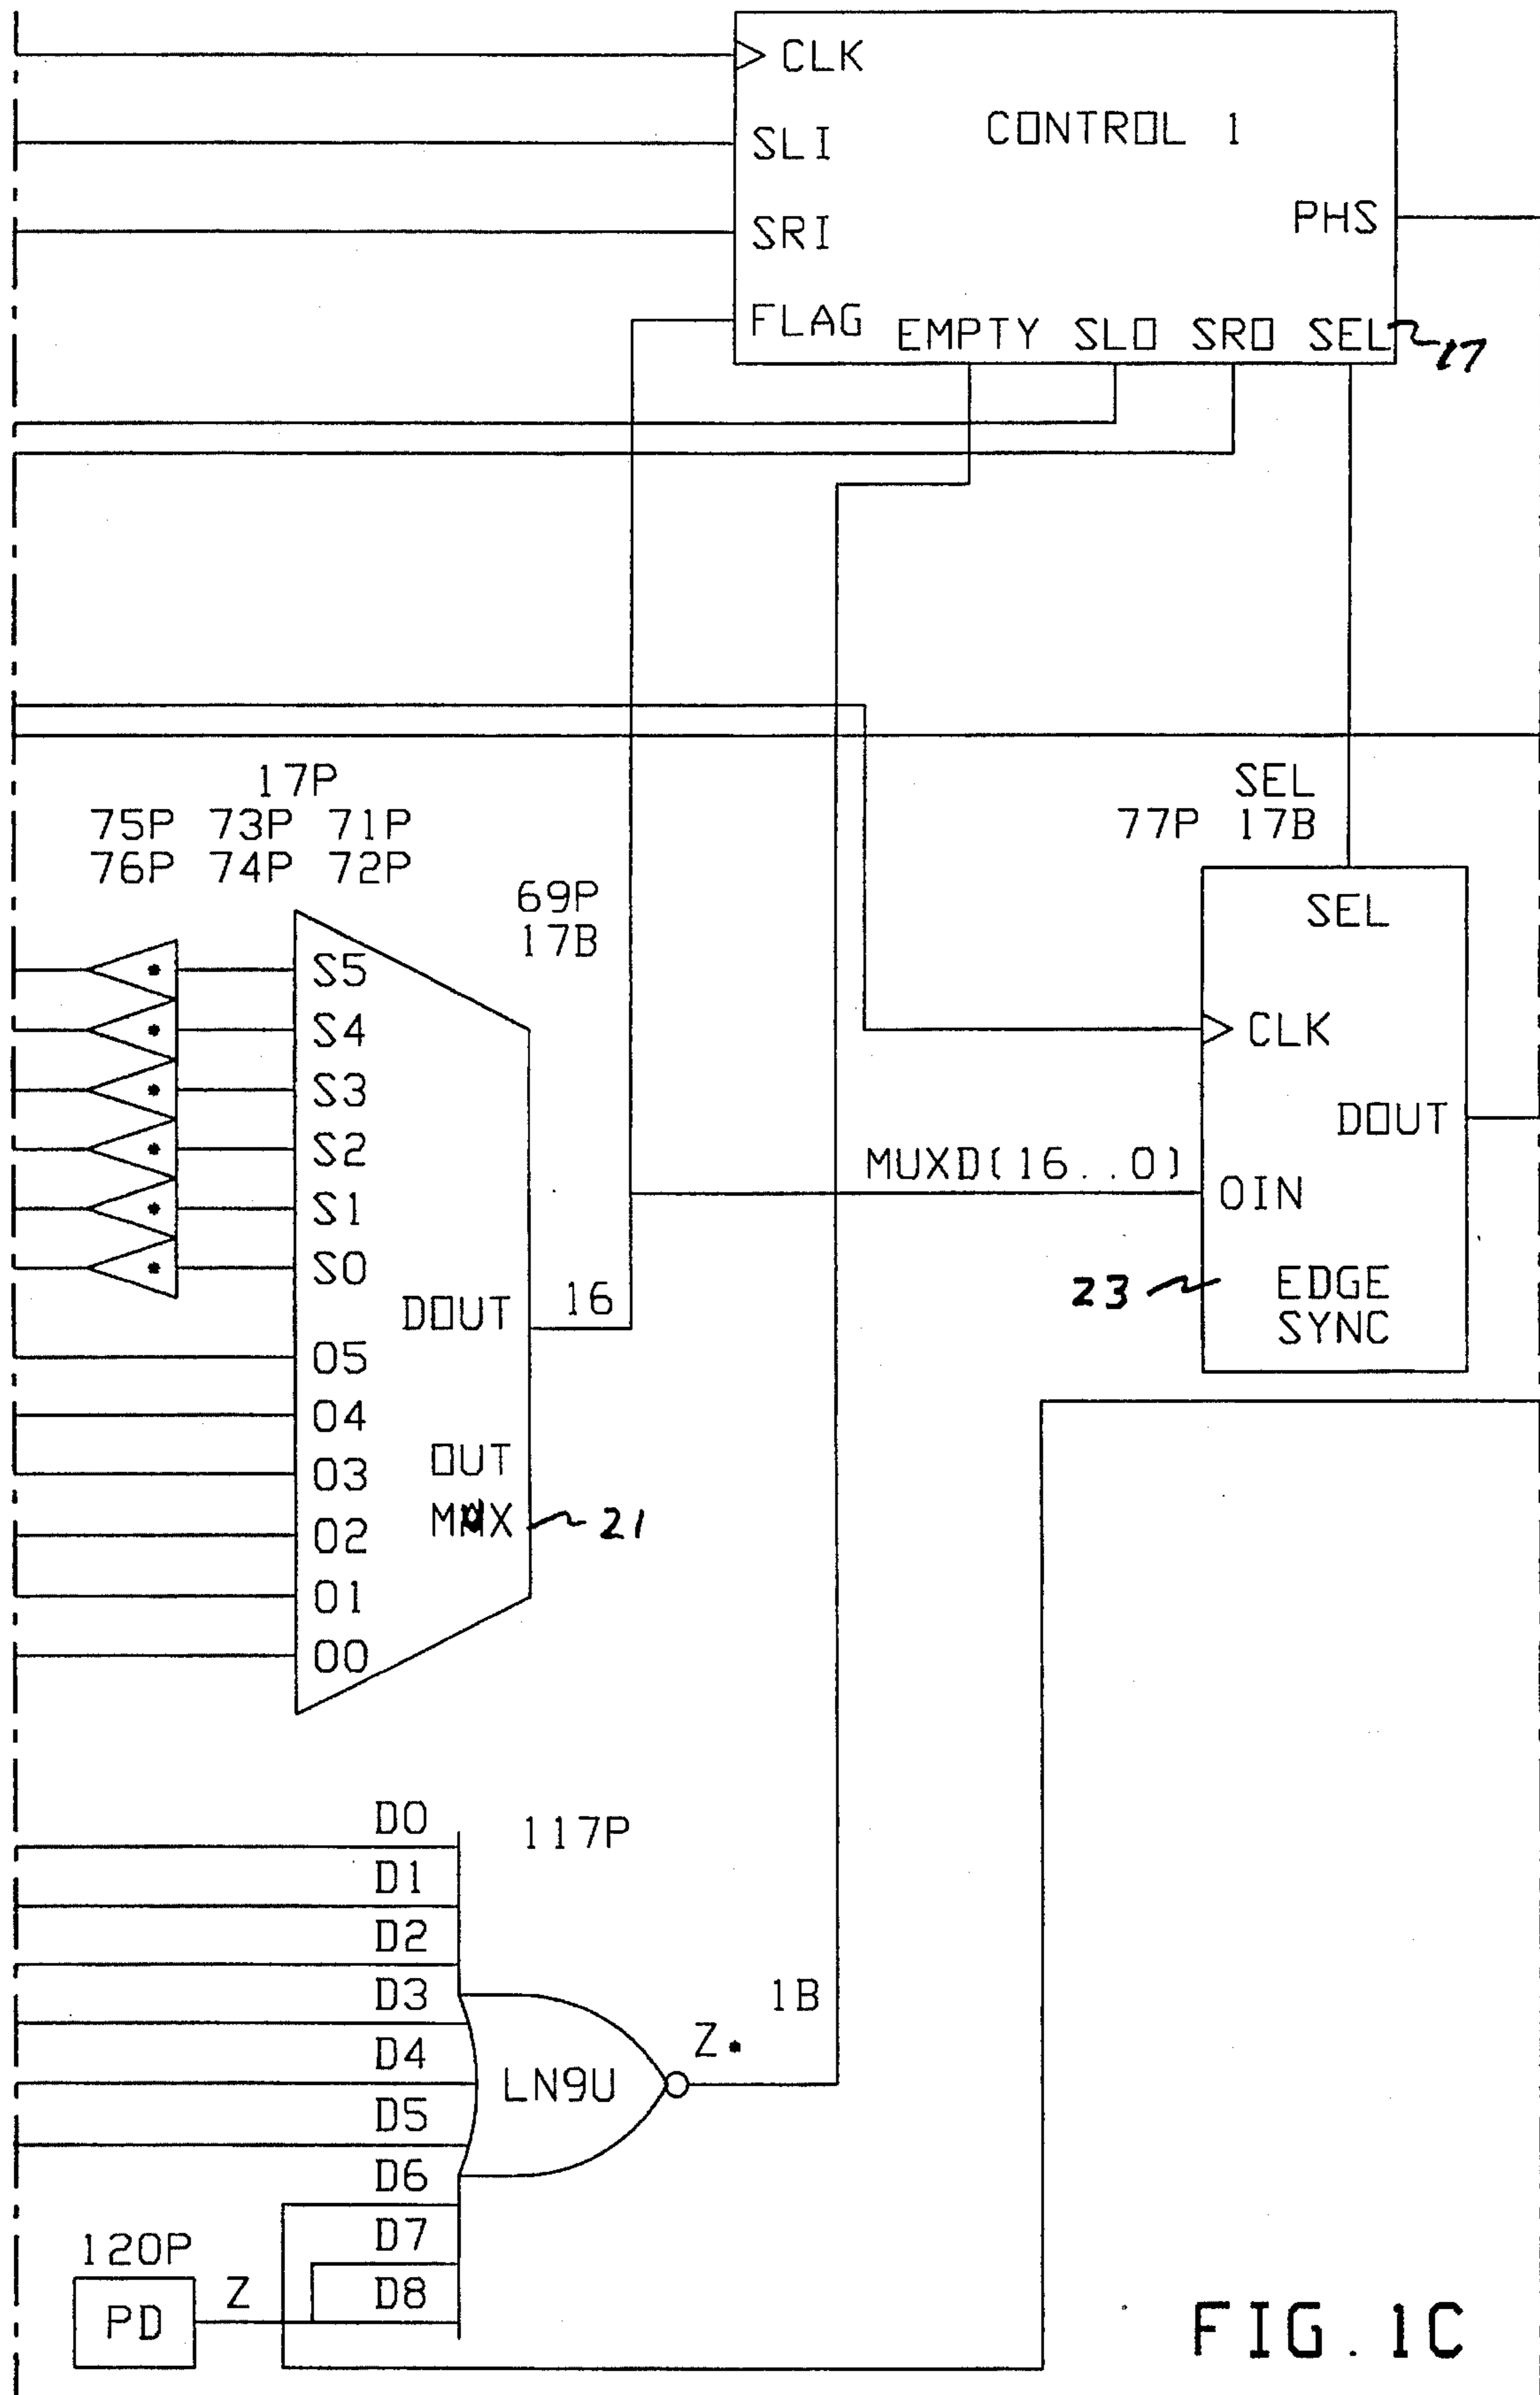 CLK
CONTROL 1
SLI
PHS
SRI
FLAG
EMPTY SLO SRO SEL
17
17P
75P 73P 71P
76P 74P 72P
69P
17B
SEL
77P 17B
SEL
S5
S4
CLK
S3
DOUT
S2
MUXD(16..0)
S1
OIN
S0
16
DOUT
23
EDGE
SYNC
O5
O4
OUT
O3
MUX
21
O2
O1
O0
D0
117P
D1
D2
D3
1B
Z*
D4
LN9U
D5
D6
D7
120P
Z
D8
PD
FIG. 1C